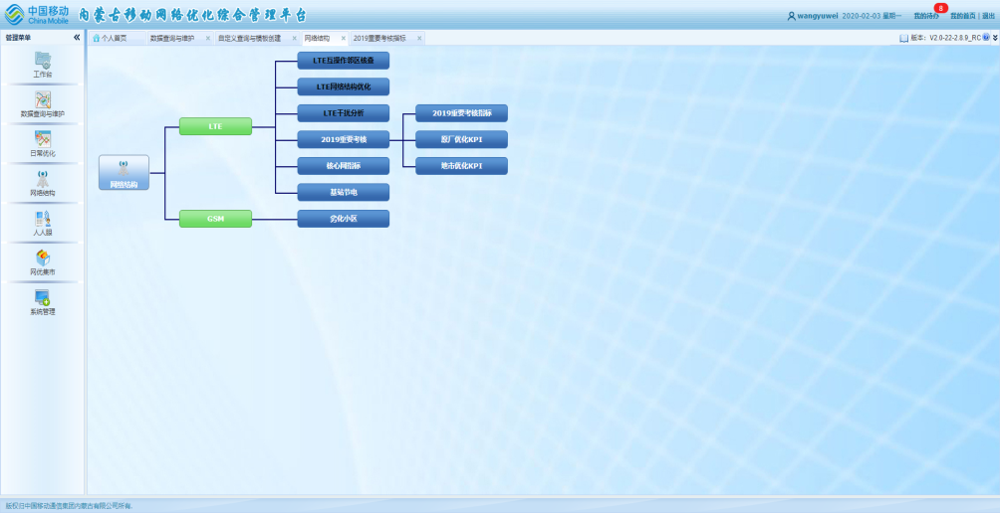 中国移动
China Mobile
内蒙古移动网络优化综合管理平台
wangyuwei 2020-02-03 星期一 我的待办 8 我的首页 | 退出
管理菜单
个人首页 数据查询与维护 × 自定义查询与模板创建 × 网络结构 × 2019重要考核指标 ×
版本: V2.0-22-2.8.9_RC
工作台
数据查询与维护
日常优化
网络结构
网优集市
系统管理
网络结构
LTE
GSM
LTE互操作邻区核查
LTE网络结构优化
LTE干扰分析
2019重要考核
核心网指标
基站节电
劣化小区
2019重要考核指标
原厂优化KPI
地市优化KPI
版权归中国移动通信集团内蒙古有限公司所有.